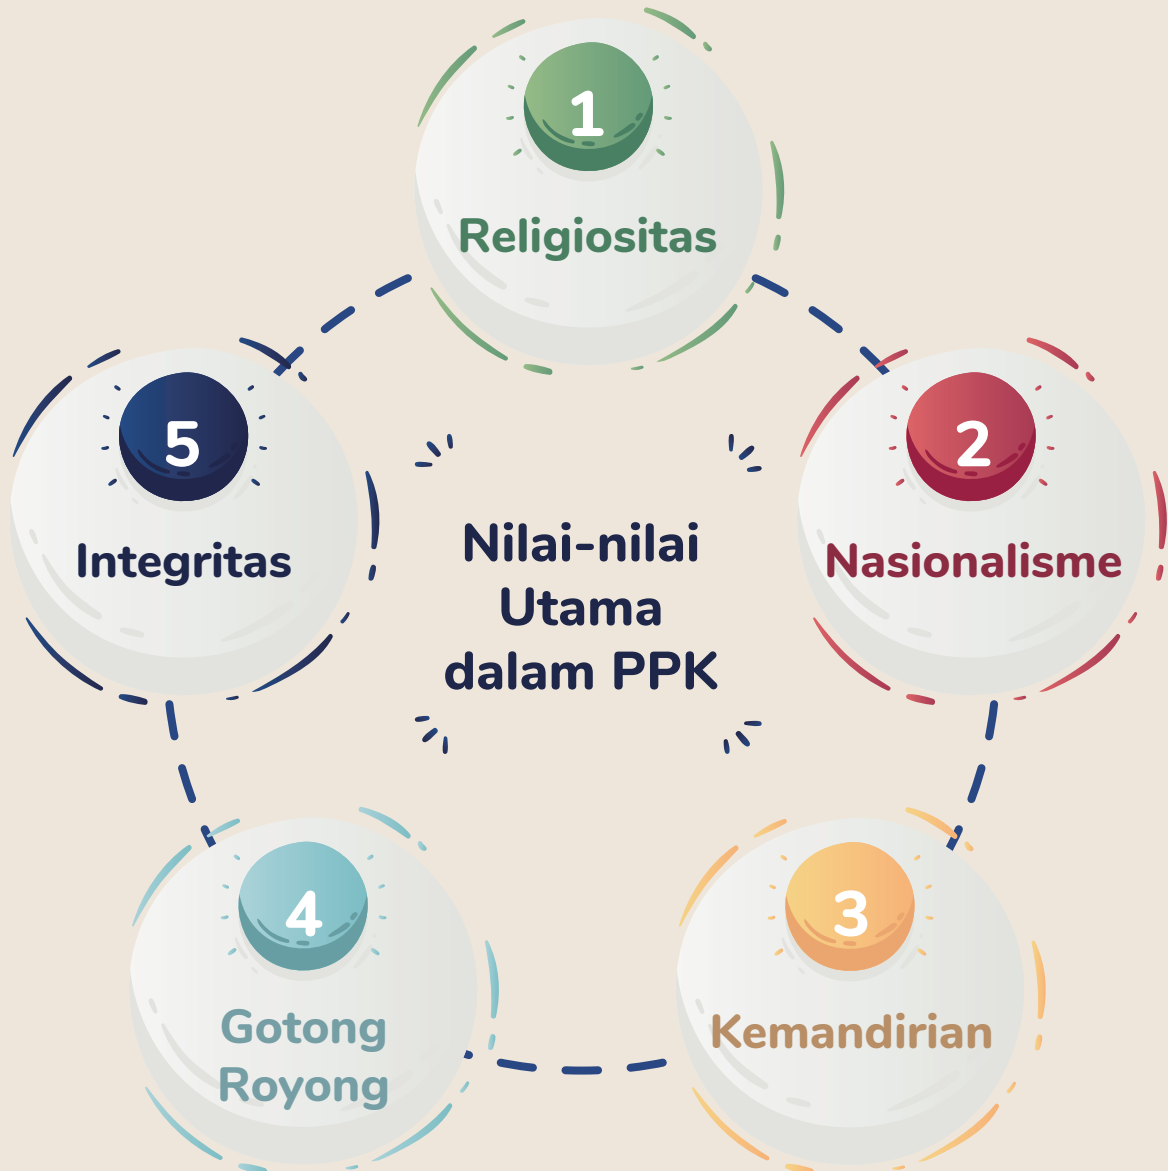 1
Religiositas
2
Nasionalisme
3
Kemandirian
4
Gotong
Royong
5
Integritas
Nilai-nilai
Utama
dalam PPK